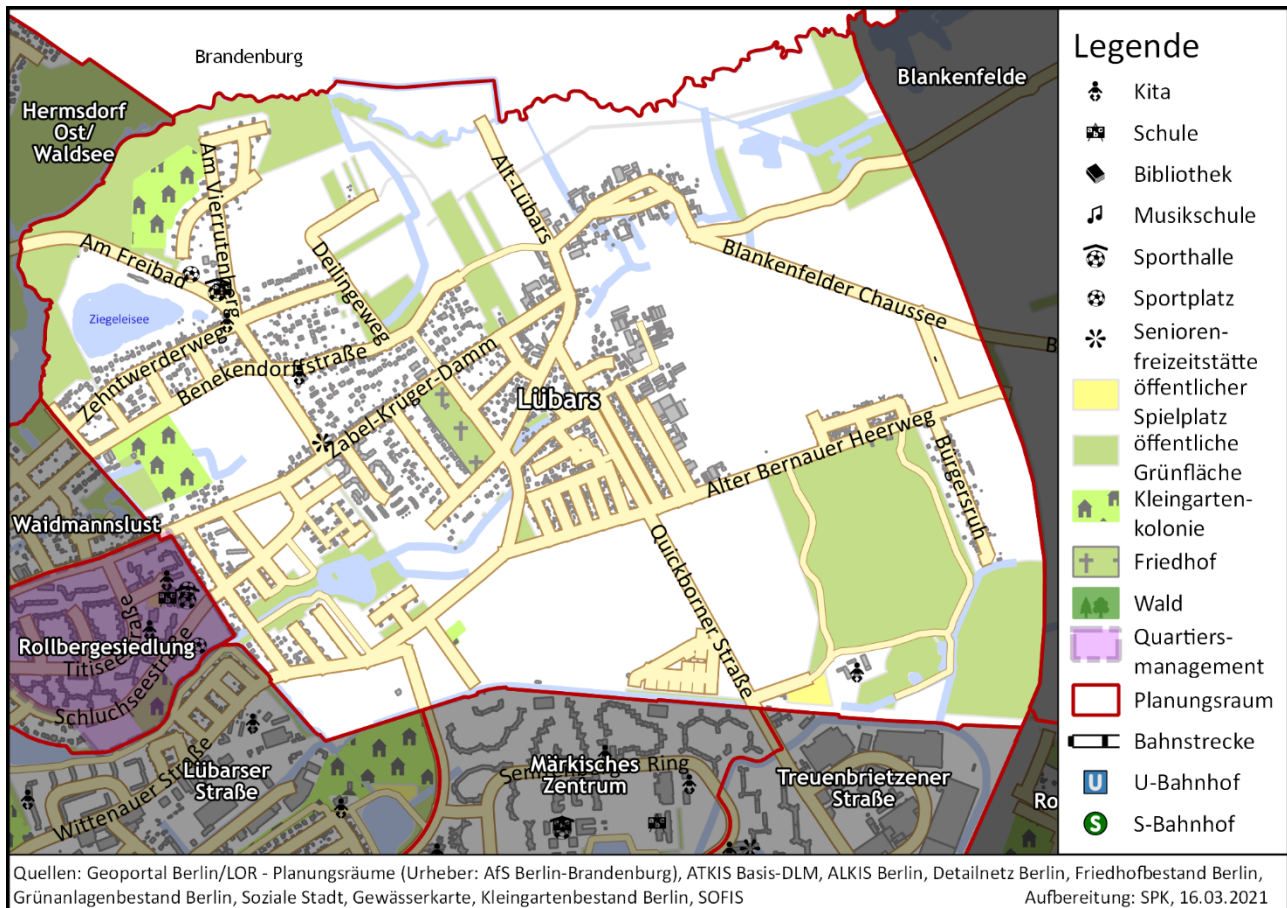 Brandenburg
Hermsdorf
Ost/
Waldsee
Blankenfelde
Am Vierrutenberg
Alt-Lübars
Am Freibad
Deilingeweg
Ziegeleisee
Blankenfelder Chaussee
B
Zehntwerderweg
Benekendorffstraße
Zabel-Krüger-Damm
Lübars
Alter Bernauer Heerweg
Bürgersruh
Waidmannslust
Quickborner Straße
Rollbergesiedlung
Titiseestraße
Schluchseestraße
Lübarser
Straße
Wittenauer Straße
Märkisches
Zentrum
Ring
Treuenbrietzener
Straße
Ro
Legende
Kita
Schule
Bibliothek
Musikschule
Sporthalle
Sportplatz
Senioren-
freizeitstätte
öffentlicher
Spielplatz
öffentliche
Grünfläche
Kleingarten-
kolonie
Friedhof
Wald
Quartiers-
management
Planungsraum
Bahnstrecke
U U-Bahnhof
S S-Bahnhof
Quellen: Geoportal Berlin/LOR - Planungsräume (Urheber: AfS Berlin-Brandenburg), ATKIS Basis-DLM, ALKIS Berlin, Detailnetz Berlin, Friedhofbestand Berlin,
Grünanlagenbestand Berlin, Soziale Stadt, Gewässerkarte, Kleingartenbestand Berlin, SOFIS
Aufbereitung: SPK, 16.03.2021